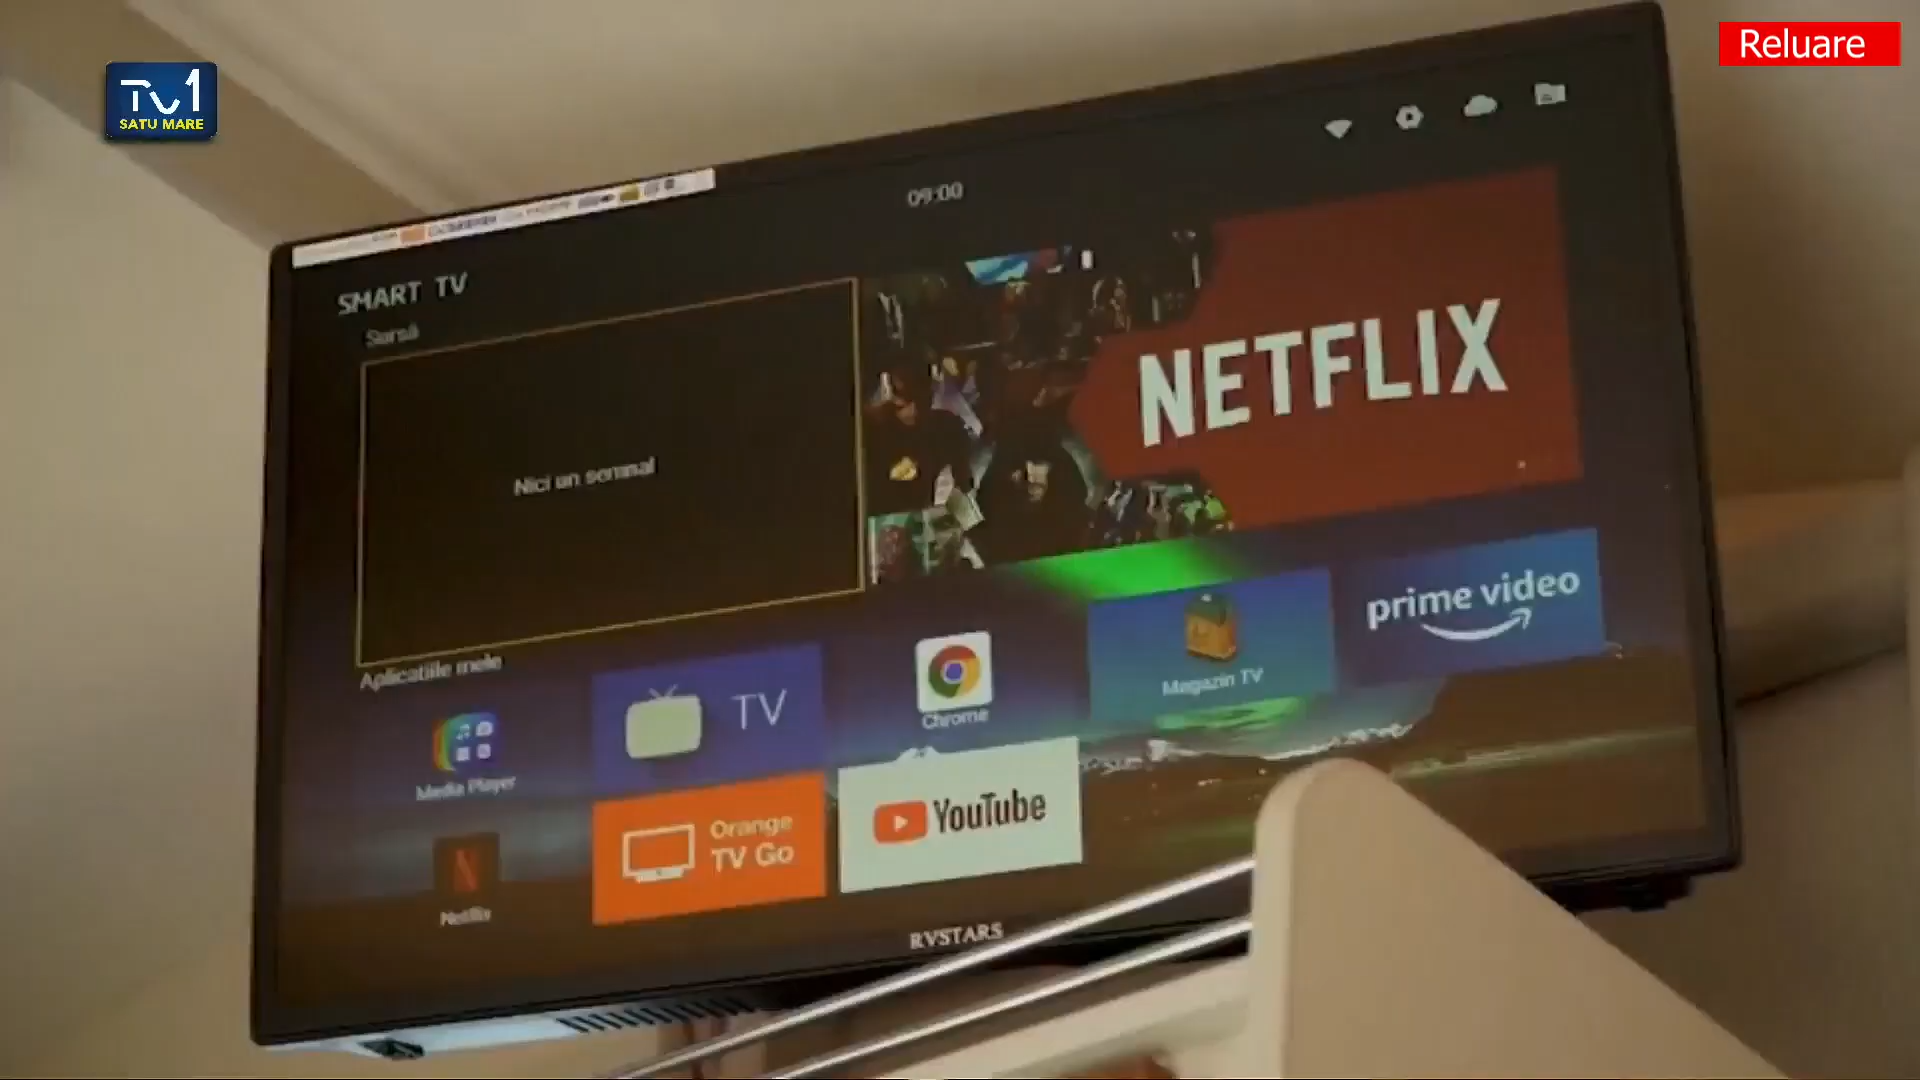 Reluare
TV1
SATU MARE
09:00
SMART TV
Sursă
Nici un semnal
NETFLIX
prime video
Aplicatiile mele
TV
Chrome
Magazin TV
Media Player
Orange
TV Go
YouTube
Netflix
RVSTARS